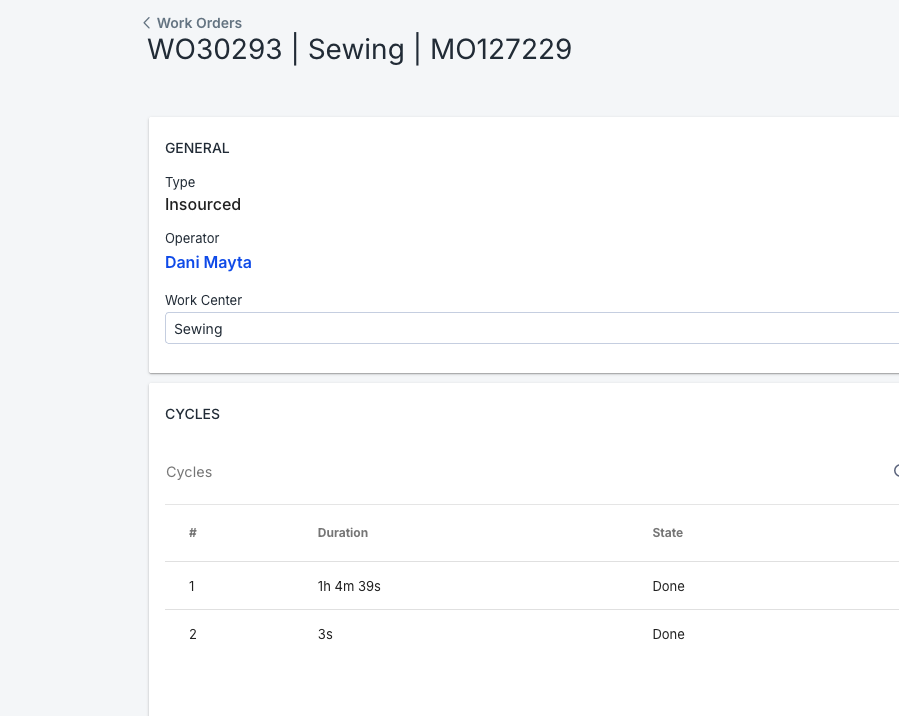 Work Orders
WO30293 | Sewing | MO127229
GENERAL
Type
Insourced
Operator
Dani Mayta
Work Center
Sewing
CYCLES
Cycles
# Duration State
1 1h 4m 39s Done
2 3s Done